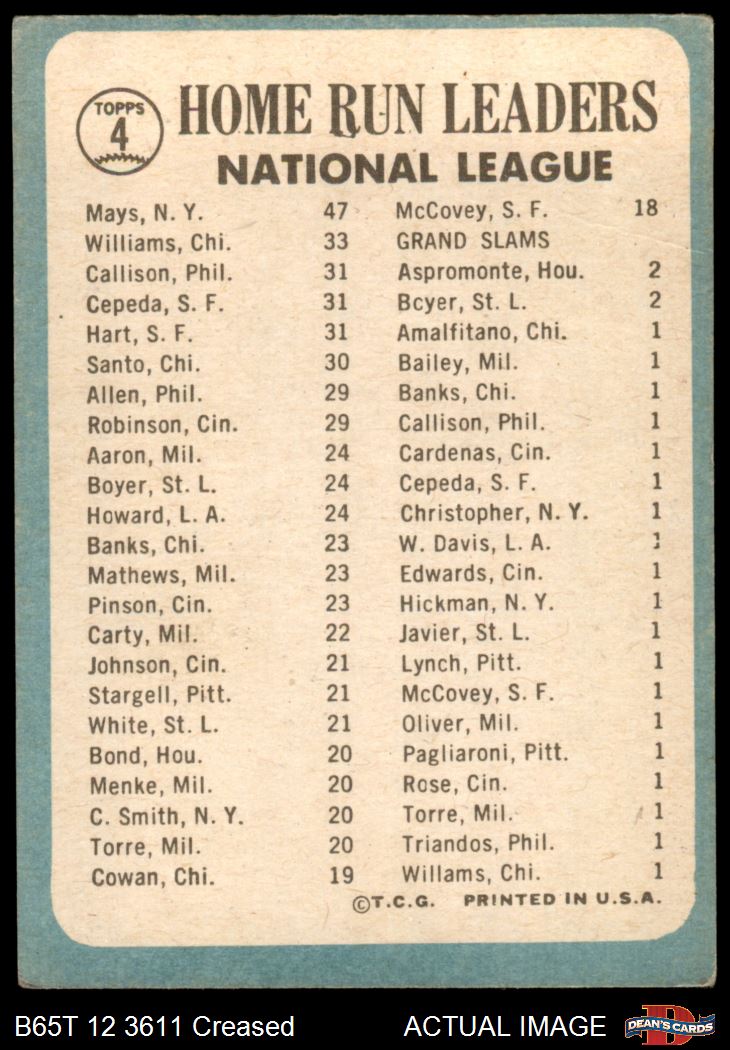 TOPPS
4
HOME RUN LEADERS
NATIONAL LEAGUE
Mays, N. Y. 47
Williams, Chi. 33
Callison, Phil. 31
Cepeda, S. F. 31
Hart, S. F. 31
Santo, Chi. 30
Allen, Phil. 29
Robinson, Cin. 29
Aaron, Mil. 24
Boyer, St. L. 24
Howard, L. A. 24
Banks, Chi. 23
Mathews, Mil. 23
Pinson, Cin. 23
Carty, Mil. 22
Johnson, Cin. 21
Stargell, Pitt. 21
White, St. L. 21
Bond, Hou. 20
Menke, Mil. 20
C. Smith, N. Y. 20
Torre, Mil. 20
Cowan, Chi. 19
McCovey, S. F. 18
GRAND SLAMS
Aspromonte, Hou. 2
Boyer, St. L. 2
Amalfitano, Chi. 1
Bailey, Mil. 1
Banks, Chi. 1
Callison, Phil. 1
Cardenas, Cin. 1
Cepeda, S. F. 1
Christopher, N. Y. 1
W. Davis, L. A. 1
Edwards, Cin. 1
Hickman, N. Y. 1
Javier, St. L. 1
Lynch, Pitt. 1
McCovey, S. F. 1
Oliver, Mil. 1
Pagliaroni, Pitt. 1
Rose, Cin. 1
Torre, Mil. 1
Triandos, Phil. 1
Willams, Chi. 1
©T.C.G. PRINTED IN U.S.A.
B65T 12 3611 Creased
ACTUAL IMAGE
DEAN'S CARDS